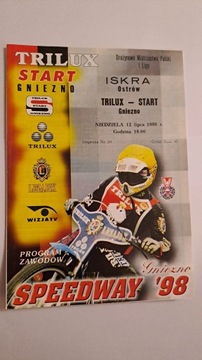 TRILUX
START
GNIEZNO
Drużynowe Mistrzostwa Polski
I Liga
ISKRA
Ostrów
TRILUX — START
Gniezno
NIEDZIELA 12 lipca 1998 r.
Godzina 18.00
TRILUX
WIZJA TV
PROGRAM
ZAWODÓW
Gniezno
SPEEDWAY '98